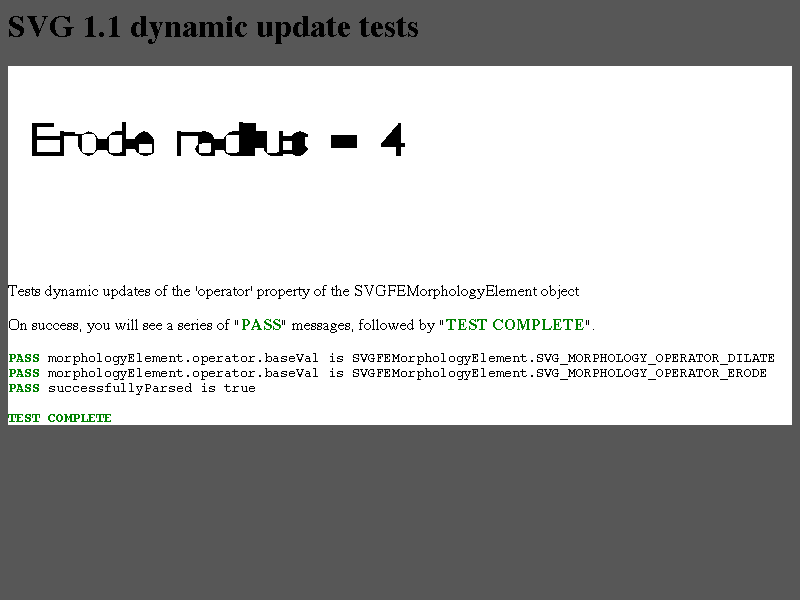 SVG 1.1 dynamic update tests
Erode radius = 4
Tests dynamic updates of the 'operator' property of the SVGFEMorphologyElement object
On success, you will see a series of "PASS" messages, followed by "TEST COMPLETE".
PASS morphologyElement.operator.baseVal is SVGFEMorphologyElement.SVG_MORPHOLOGY_OPERATOR_DILATE
PASS morphologyElement.operator.baseVal is SVGFEMorphologyElement.SVG_MORPHOLOGY_OPERATOR_ERODE
PASS successfullyParsed is true
TEST COMPLETE